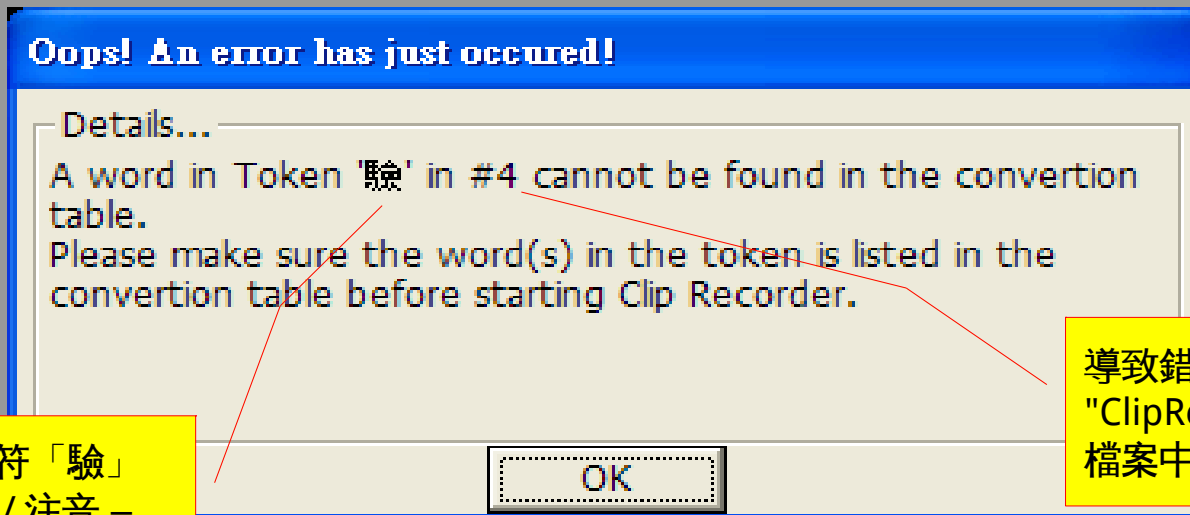 Oops! An error has just occured!
Details...
A word in Token '驗' in #4 cannot be found in the convertion
table.
Please make sure the word(s) in the token is listed in the
convertion table before starting Clip Recorder.
導致錯
"ClipRe
檔案中
符「驗」
/ 注音 –
OK